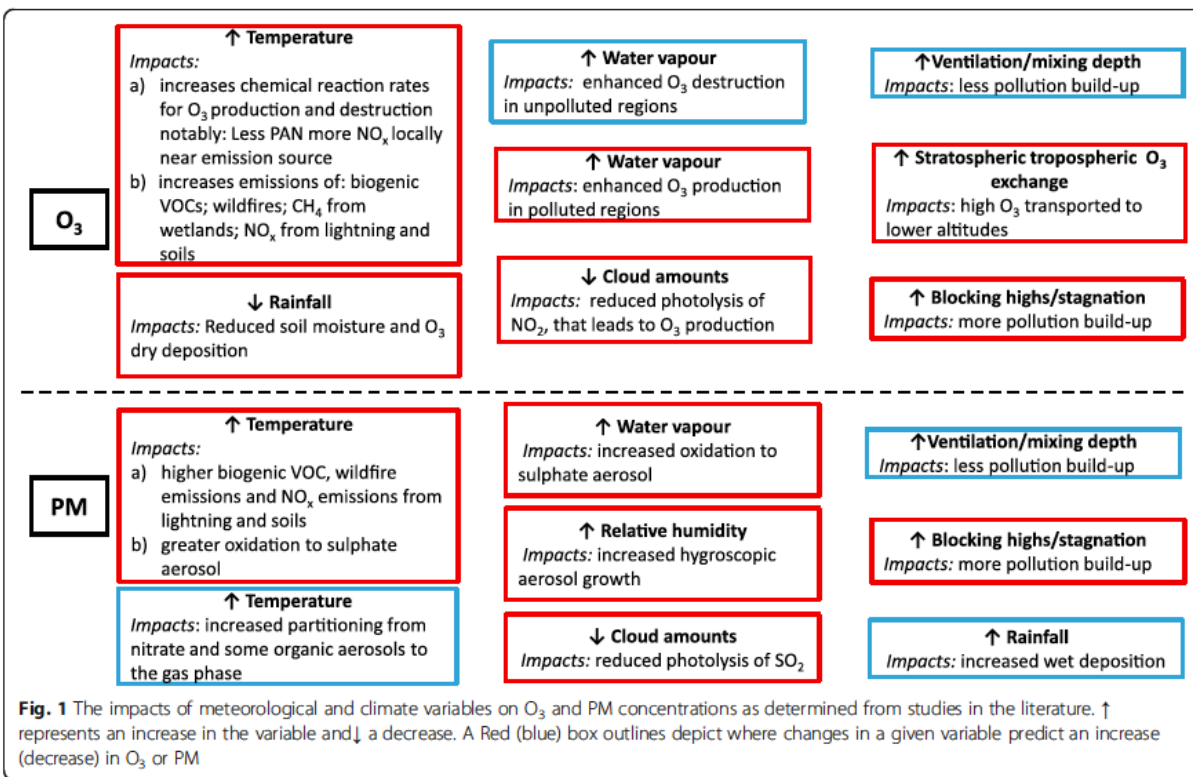 ↑ Temperature
Impacts:
a) increases chemical reaction rates
for O₃ production and destruction
notably: Less PAN more NOₓ locally
near emission source
b) increases emissions of: biogenic
VOCs; wildfires; CH₄ from
wetlands; NOₓ from lightning and
soils
O₃
↓ Rainfall
Impacts: Reduced soil moisture and O₃
dry deposition
↑ Water vapour
Impacts: enhanced O₃ destruction
in unpolluted regions
↑ Water vapour
Impacts: enhanced O₃ production
in polluted regions
↓ Cloud amounts
Impacts: reduced photolysis of
NO₂, that leads to O₃ production
↑Ventilation/mixing depth
Impacts: less pollution build-up
↑ Stratospheric tropospheric O₃
exchange
Impacts: high O₃ transported to
lower altitudes
↑ Blocking highs/stagnation
Impacts: more pollution build-up
↑ Temperature
Impacts:
a) higher biogenic VOC, wildfire
emissions and NOₓ emissions from
lightning and soils
b) greater oxidation to sulphate
aerosol
PM
↑ Temperature
Impacts: increased partitioning from
nitrate and some organic aerosols to
the gas phase
↑ Water vapour
Impacts: increased oxidation to
sulphate aerosol
↑ Relative humidity
Impacts: increased hygroscopic
aerosol growth
↓ Cloud amounts
Impacts: reduced photolysis of SO₂
↑Ventilation/mixing depth
Impacts: less pollution build-up
↑ Blocking highs/stagnation
Impacts: more pollution build-up
↑ Rainfall
Impacts: increased wet deposition
Fig. 1 The impacts of meteorological and climate variables on O₃ and PM concentrations as determined from studies in the literature. ↑
represents an increase in the variable and↓ a decrease. A Red (blue) box outlines depict where changes in a given variable predict an increase
(decrease) in O₃ or PM